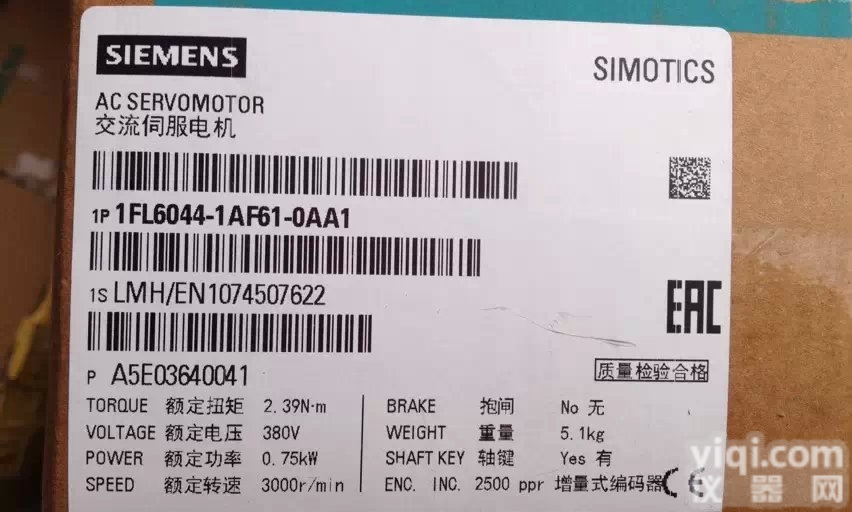 SIEMENS
SIMOTICS
AC SERVOMOTOR
交流伺服电机
1P 1FL6044-1AF61-0AA1
1S LMH/EN1074507622
EAC
P A5E03640041
质量检验合格
TORQUE 额定扭矩 2.39N·m
BRAKE 抱闸 No 无
VOLTAGE 额定电压 380V
WEIGHT 重量 5.1kg
POWER 额定功率 0.75kW
SHAFT KEY 轴键 Yes 有
SPEED 额定转速 3000r/min
ENC. INC. 2500 ppr 增量式编码器
CE
viqi.com.cn
仪器网